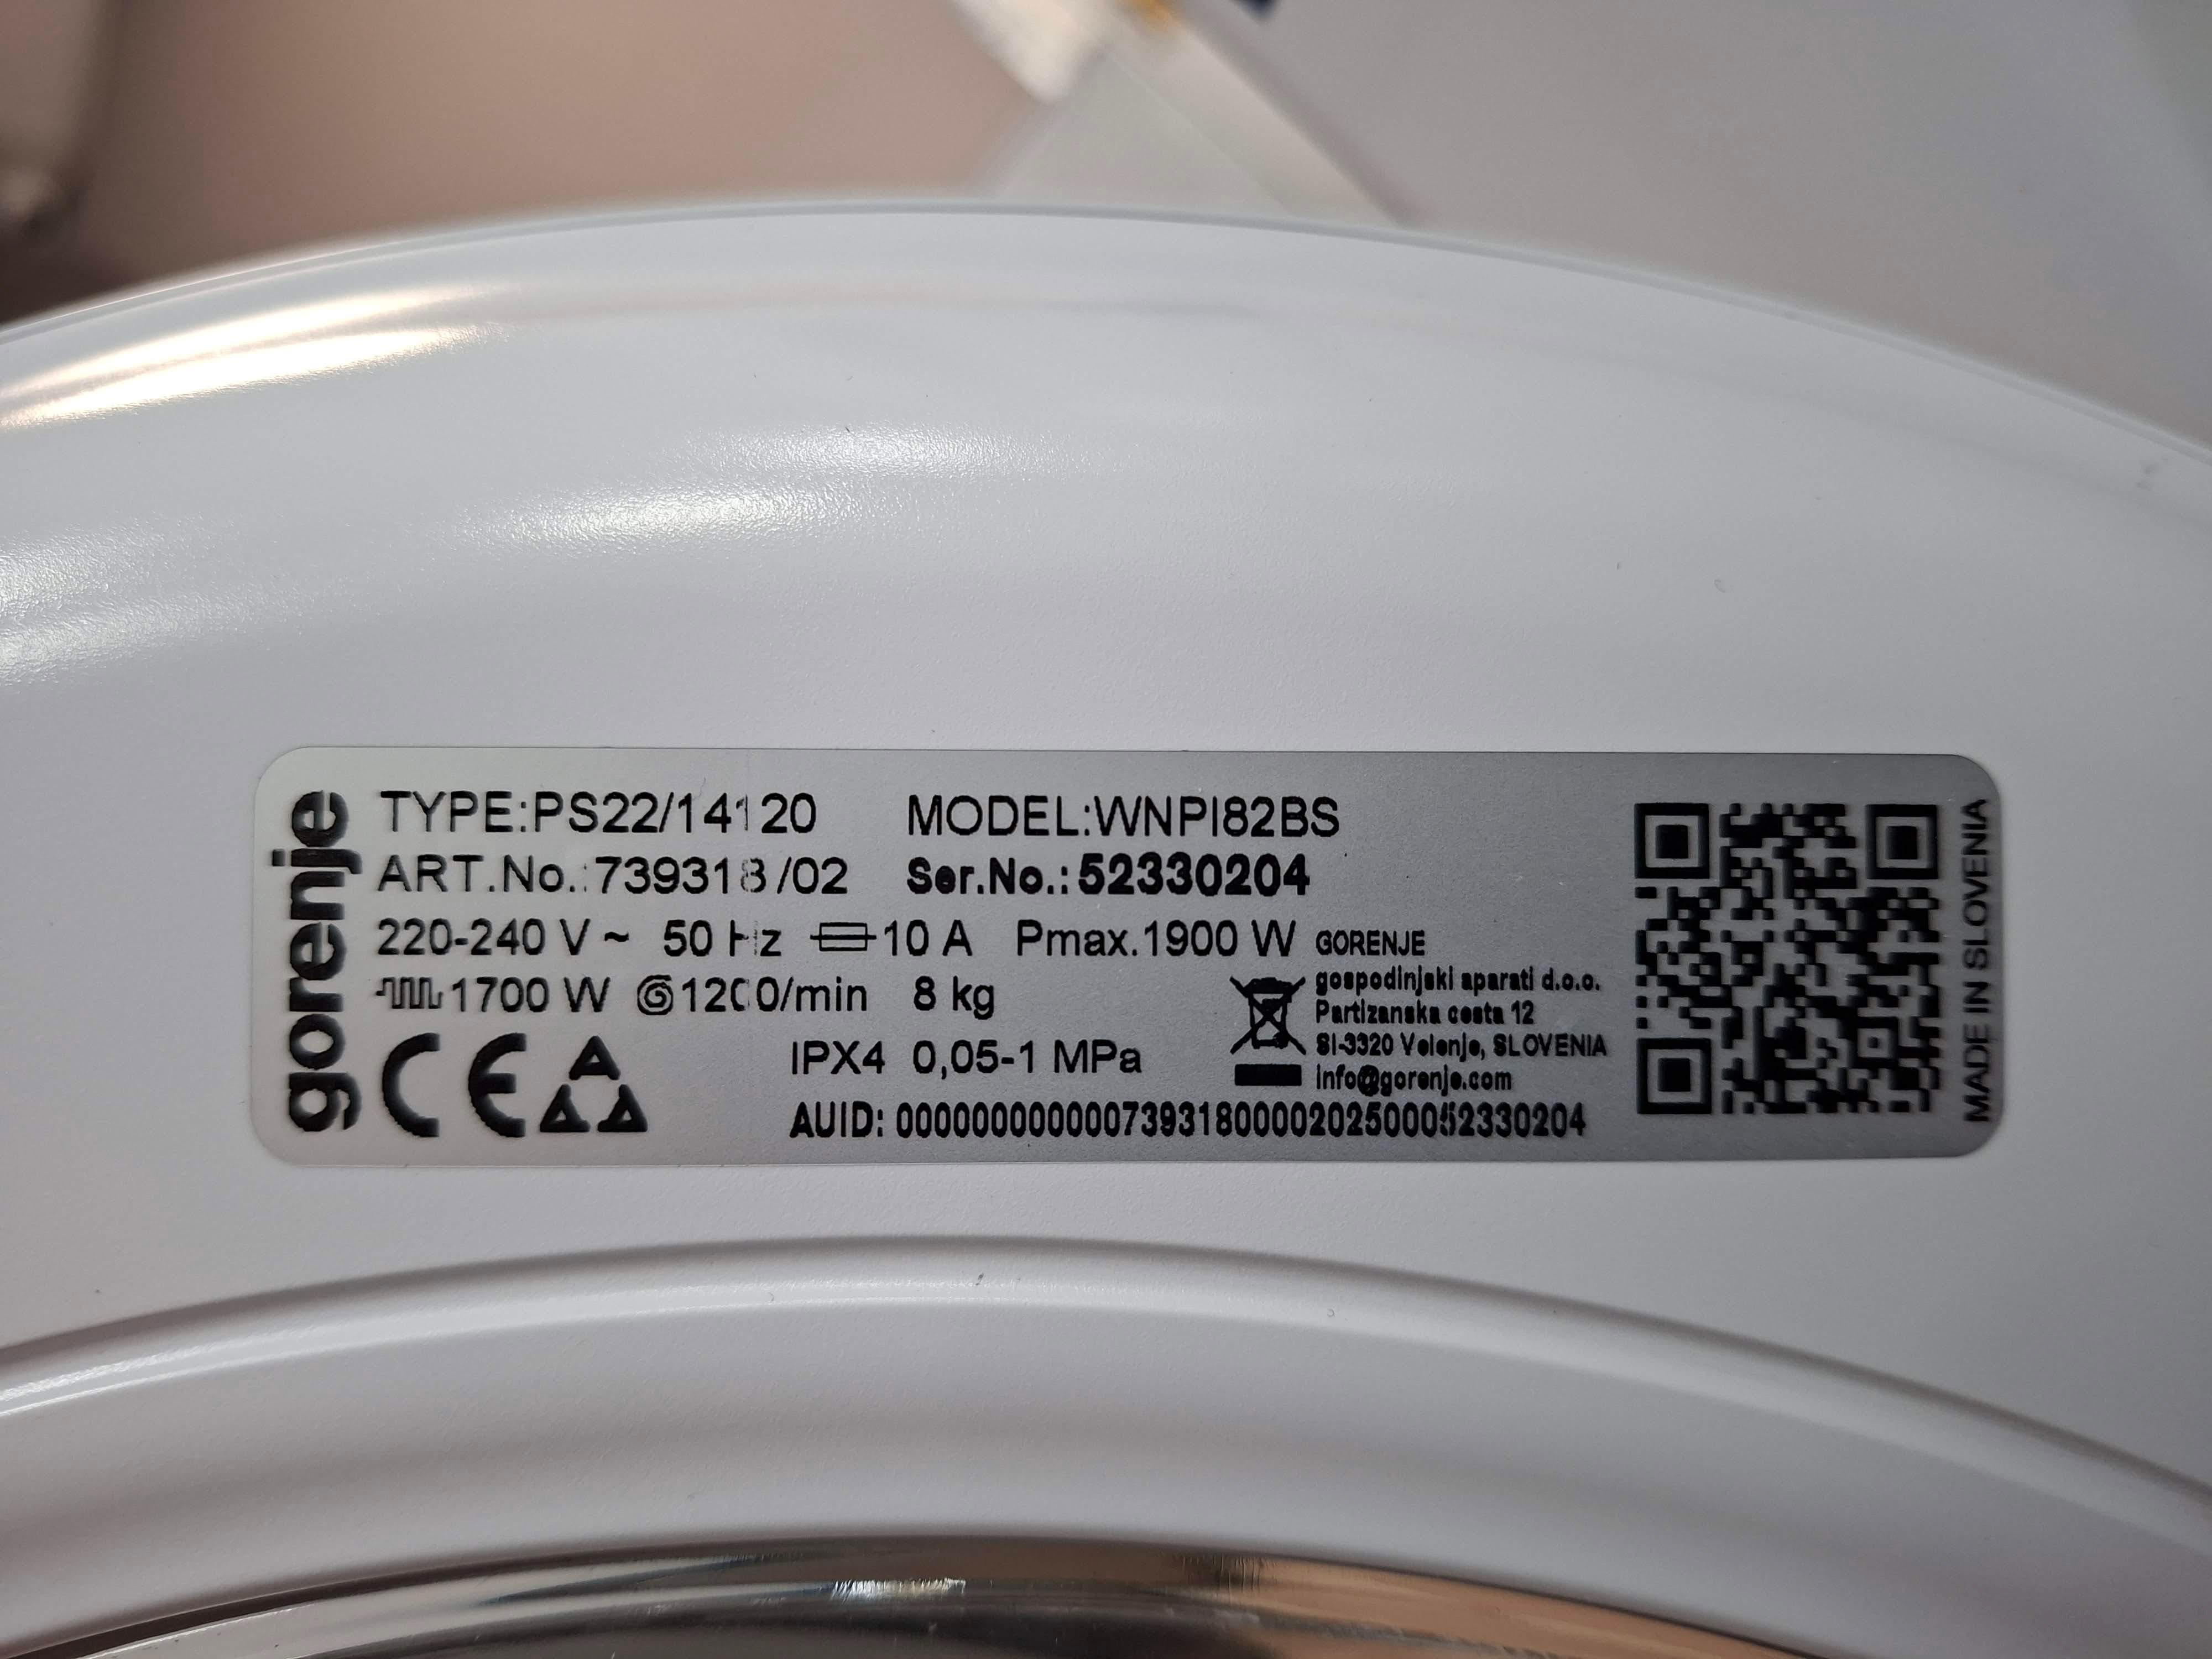 gorenje
TYPE:PS22/14120 MODEL:WNPI82BS
ART.No.:739318/02 Ser.No.:52330204
220-240 V ~ 50 Hz 10 A Pmax.1900 W
1700 W 1200/min 8 kg
CE
IPX4 0,05-1 MPa
GORENJE
gospodinjski aparati d.o.o.
Partizanska cesta 12
SI-3320 Velenje, SLOVENIA
info@gorenje.com
AUID: 0000000000007393180000202500052330204
MADE IN SLOVENIA